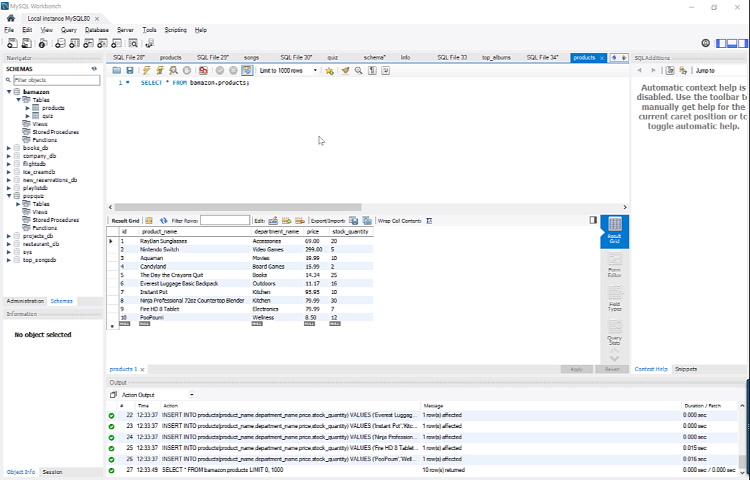 MySQL Workbench
Local instance MySQL80 ×
File Edit View Query Database Server Tools Scripting Help
Navigator
SCHEMAS
Filter objects
bamazon
Tables
products
quiz
Views
Stored Procedures
Functions
books_db
company_db
flightsdb
ice_creamdb
new_reservations_db
playlistdb
popquiz
Tables
Views
Stored Procedures
Functions
projects_db
restaurant_db
sys
top_songsdb
Administration Schemas
Information
No object selected
Object Info Session
SQL File 28* products SQL File 29* songs SQL File 30* quiz schema* Info SQL File 33 top_albums SQL File 34* products ×
Limit to 1000 rows
1 SELECT * FROM bamazon.products;
Result Grid Filter Rows: Edit: Export/Import: Wrap Cell Content:
id product_name department_name price stock_quantity
1 RayBan Sunglasses Accessories 69.00 20
2 Nintendo Switch Video Games 299.00 5
3 Aquaman Movies 19.99 10
4 Candyland Board Games 15.99 2
5 The Day the Crayons Quit Books 14.34 25
6 Everest Luggage Basic Backpack Outdoors 11.17 16
7 Instant Pot Kitchen 95.95 10
8 Ninja Professional 72oz Countertop Blender Kitchen 79.99 30
9 Fire HD 8 Tablet Electronics 79.99 7
10 PooPourri Wellness 8.50 12
NULL NULL NULL NULL NULL
Result Grid
Form Editor
Field Types
Query Stats
products 1 ×
Apply Revert
SQLAdditions
Jump to
Automatic context help is
disabled. Use the toolbar to
manually get help for the
current caret position or to
toggle automatic help.
Context Help Snippets
Output
Action Output
# Time Action Message Duration / Fetch
22 12:33:37 INSERT INTO products(product_name,department_name,price,stock_quantity) VALUES ('Everest Luggag... 1 row(s) affected 0.000 sec
23 12:33:37 INSERT INTO products(product_name,department_name,price,stock_quantity) VALUES ('Instant Pot','Kitc... 1 row(s) affected 0.000 sec
24 12:33:37 INSERT INTO products(product_name,department_name,price,stock_quantity) VALUES ('Ninja Profession... 1 row(s) affected 0.000 sec
25 12:33:37 INSERT INTO products(product_name,department_name,price,stock_quantity) VALUES ('Fire HD 8 Tablet'... 1 row(s) affected 0.015 sec
26 12:33:37 INSERT INTO products(product_name,department_name,price,stock_quantity) VALUES ('PooPourri','Well... 1 row(s) affected 0.016 sec
27 12:33:49 SELECT * FROM bamazon.products LIMIT 0, 1000 10 row(s) returned 0.000 sec / 0.000 sec